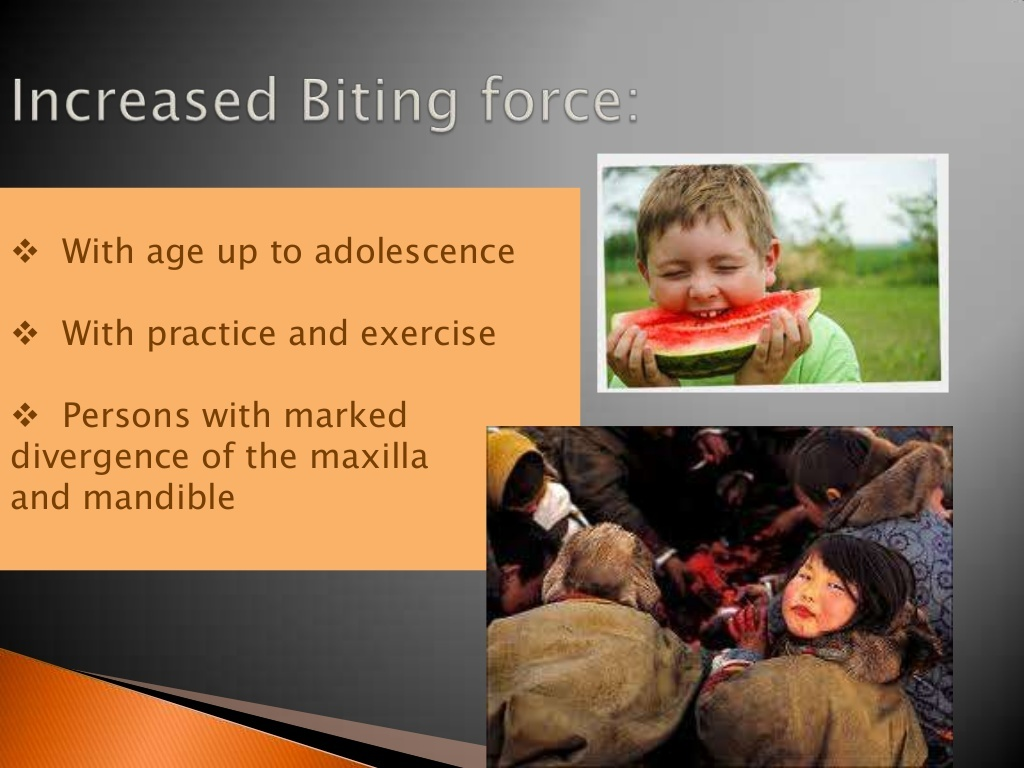 Increased Biting force:
❖ With age up to adolescence
❖ With practice and exercise
❖ Persons with marked
divergence of the maxilla
and mandible